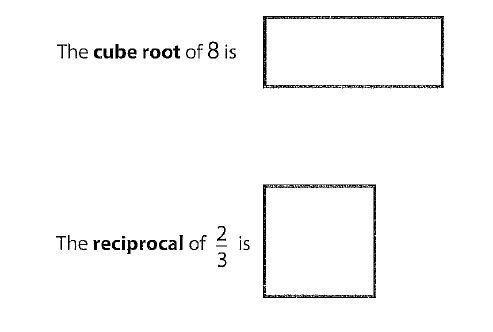 The cube root of 8 is
The reciprocal of 2/3 is